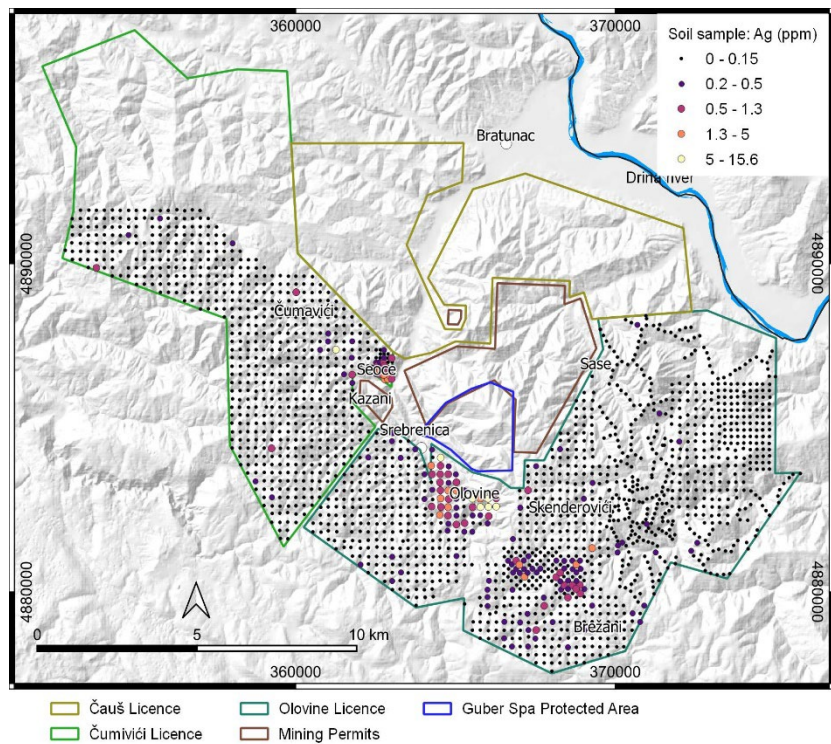 360000
370000
Soil sample: Ag (ppm)
0 - 0.15
0.2 - 0.5
0.5 - 1.3
1.3 - 5
5 - 15.6
Bratunac
Drina river
4890000
4890000
Čumavići
Seoce
Sase
Kazani
Srebrenica
Olovine
Skenderovići
4880000
4880000
Brežani
0
5
10 km
360000
370000
Čauš Licence
Olovine Licence
Guber Spa Protected Area
Čumivići Licence
Mining Permits